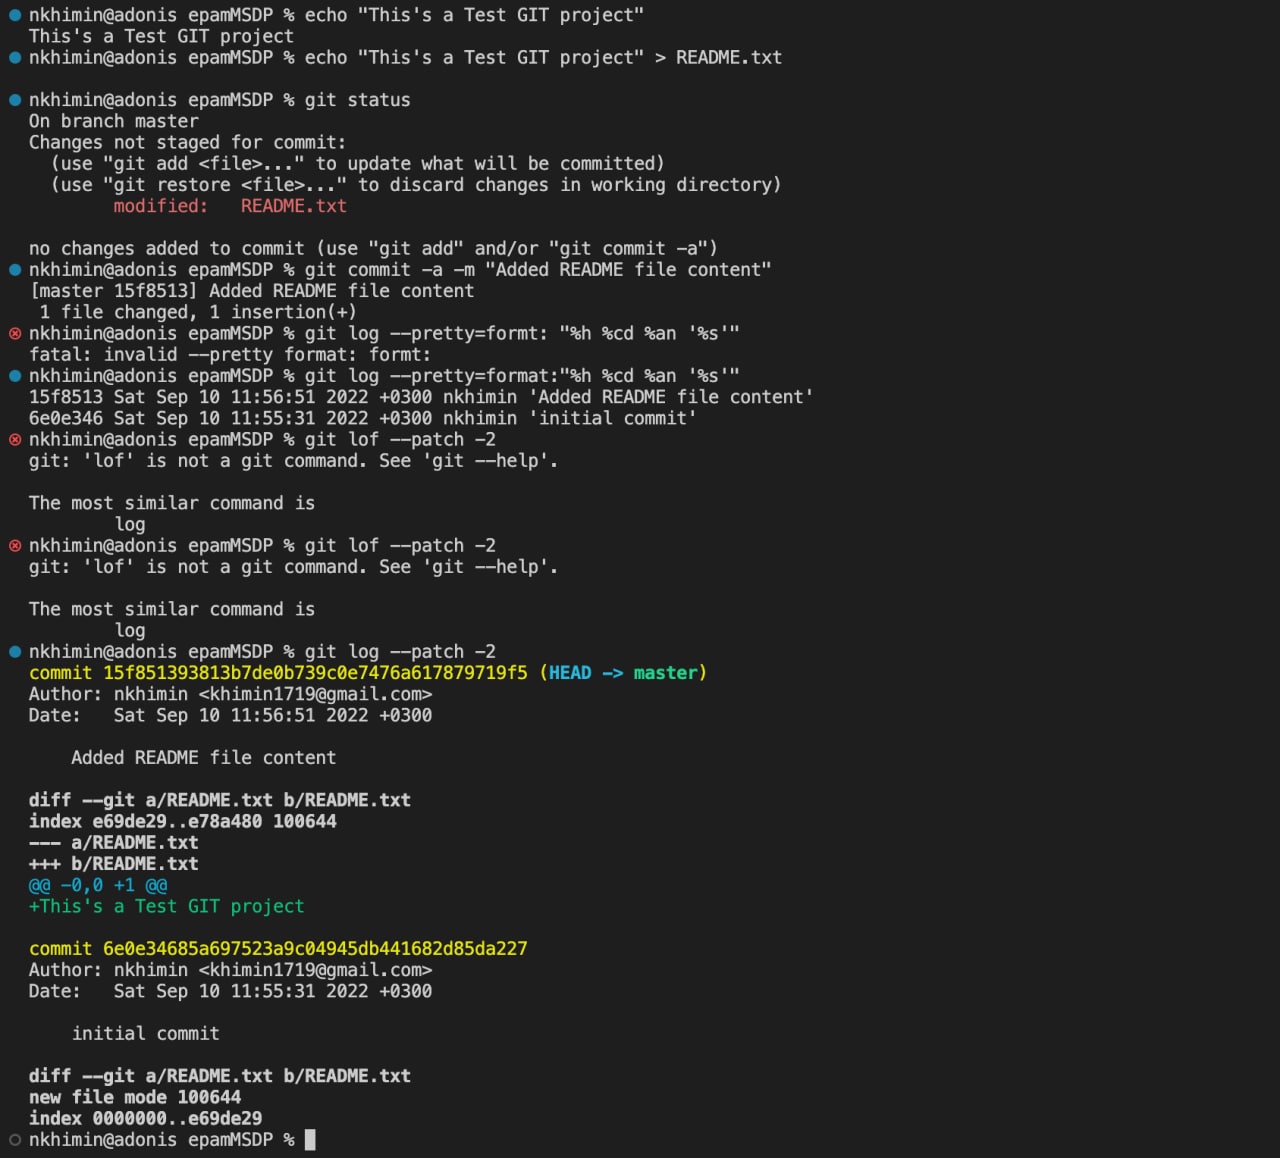 nkhimin@adonis epamMSDP % echo "This's a Test GIT project"
This's a Test GIT project
nkhimin@adonis epamMSDP % echo "This's a Test GIT project" > README.txt
nkhimin@adonis epamMSDP % git status
On branch master
Changes not staged for commit:
  (use "git add <file>..." to update what will be committed)
  (use "git restore <file>..." to discard changes in working directory)
        modified:   README.txt
no changes added to commit (use "git add" and/or "git commit -a")
nkhimin@adonis epamMSDP % git commit -a -m "Added README file content"
[master 15f8513] Added README file content
 1 file changed, 1 insertion(+)
nkhimin@adonis epamMSDP % git log --pretty=formt: "%h %cd %an '%s'"
fatal: invalid --pretty format: formt:
nkhimin@adonis epamMSDP % git log --pretty=format:"%h %cd %an '%s'"
15f8513 Sat Sep 10 11:56:51 2022 +0300 nkhimin 'Added README file content'
6e0e346 Sat Sep 10 11:55:31 2022 +0300 nkhimin 'initial commit'
nkhimin@adonis epamMSDP % git lof --patch -2
git: 'lof' is not a git command. See 'git --help'.
The most similar command is
        log
nkhimin@adonis epamMSDP % git lof --patch -2
git: 'lof' is not a git command. See 'git --help'.
The most similar command is
        log
nkhimin@adonis epamMSDP % git log --patch -2
commit 15f851393813b7de0b739c0e7476a617879719f5 (HEAD -> master)
Author: nkhimin <khimin1719@gmail.com>
Date:   Sat Sep 10 11:56:51 2022 +0300
    Added README file content
diff --git a/README.txt b/README.txt
index e69de29..e78a480 100644
--- a/README.txt
+++ b/README.txt
@@ -0,0 +1 @@
+This's a Test GIT project
commit 6e0e34685a697523a9c04945db441682d85da227
Author: nkhimin <khimin1719@gmail.com>
Date:   Sat Sep 10 11:55:31 2022 +0300
    initial commit
diff --git a/README.txt b/README.txt
new file mode 100644
index 0000000..e69de29
nkhimin@adonis epamMSDP %